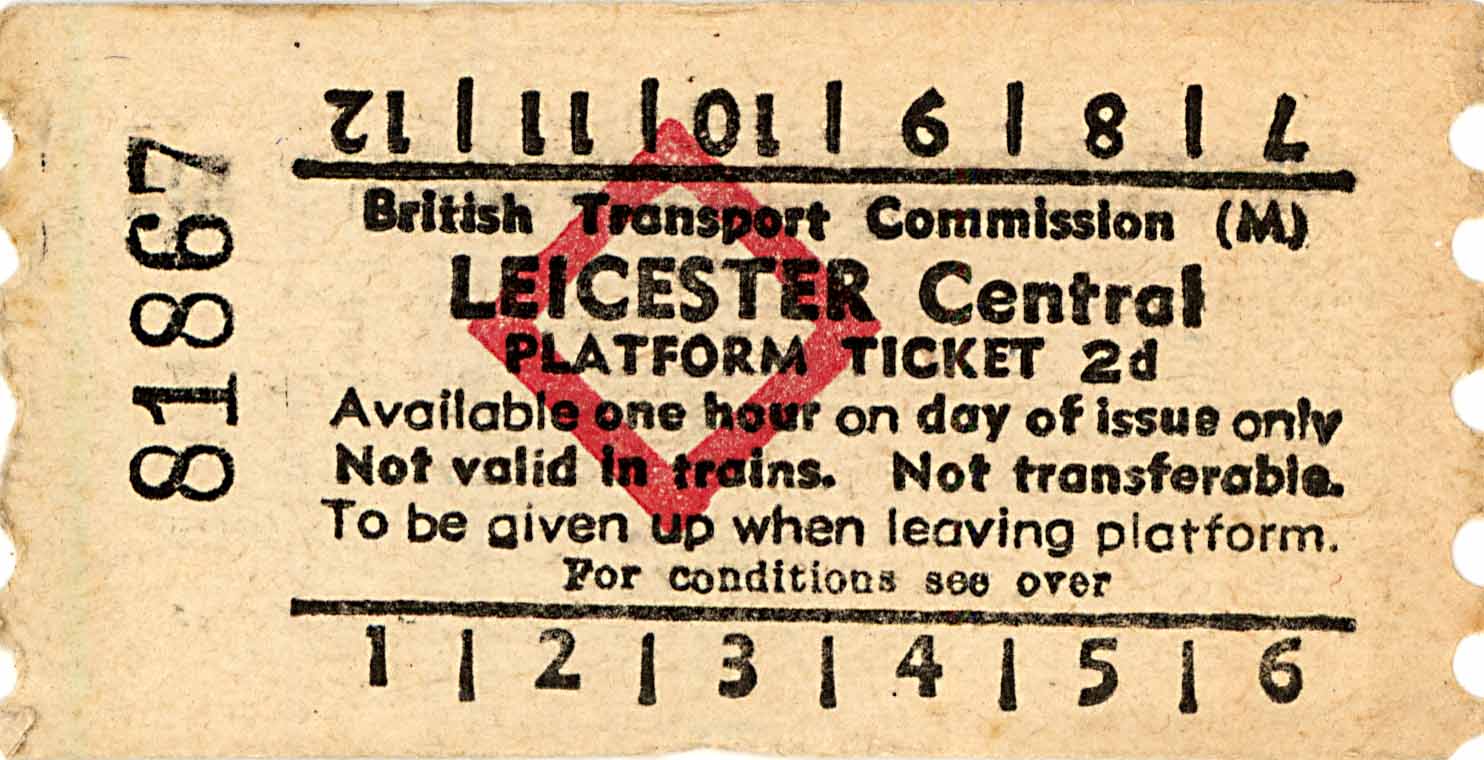 7 | 8 | 9 | 10 | 11 | 12
British Transport Commission (M)
LEICESTER Central
PLATFORM TICKET 2d
Available one hour on day of issue only
Not valid in trains. Not transferable.
To be given up when leaving platform.
For conditions see over
1 | 2 | 3 | 4 | 5 | 6
81867